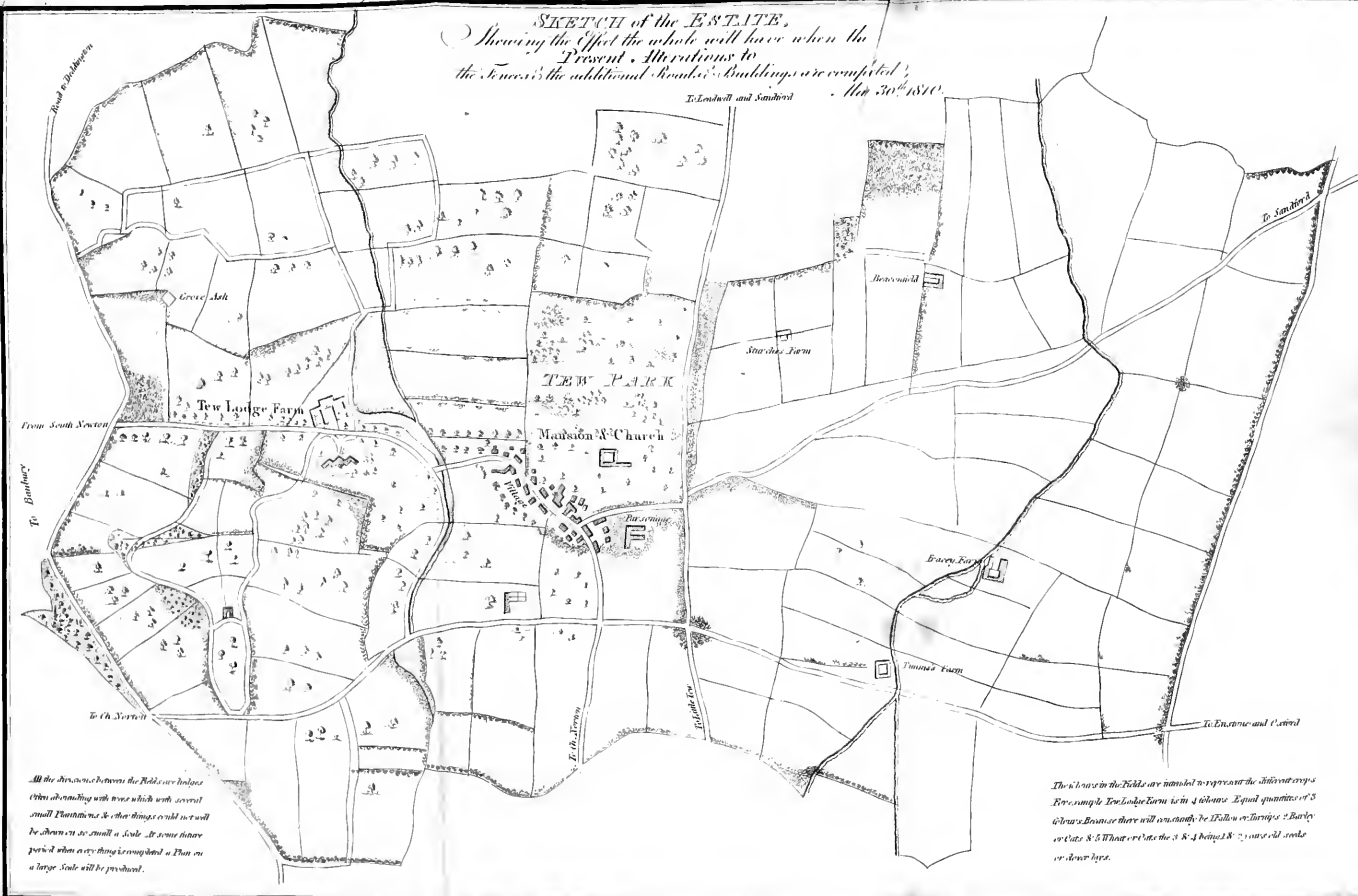 SKETCH of the ESTATE,
Shewing the Effect the whole will have when the
Present Alterations to
the Fences & the additional Roads & Buildings are completed;
30th 1810.
To Ledwell and Sandford
Road to Deddington
To Sandford
Grove Ash
Beaconsfield
Sturches Farm
TEW PARK
Tew Lodge Farm
From South Newton
Mansion & Church
To Banbury
Village
Parsonage
Tracey Farm
Timms's Farm
To Ch. Norton
To Ch. Norton
To Little Tew
To Enstone and Oxford
All the divisions between the Fields are hedges
Often abounding with trees which with several
small Plantations & other things could not well
be shewn on so small a Scale At some future
period when every thing is completed a Plan on
a large Scale will be produced.
The Colours in the Fields are intended to represent the different crops
For example Tew Lodge Farm is in 4 Colours Equal quantities of 3
Colours Because there will constantly be 1 Fallow or Turnips 2 Barley
or Oats & 5 Wheat or Oats the 3 & 4 being 1 & 2 years old seeds
or clover lays.